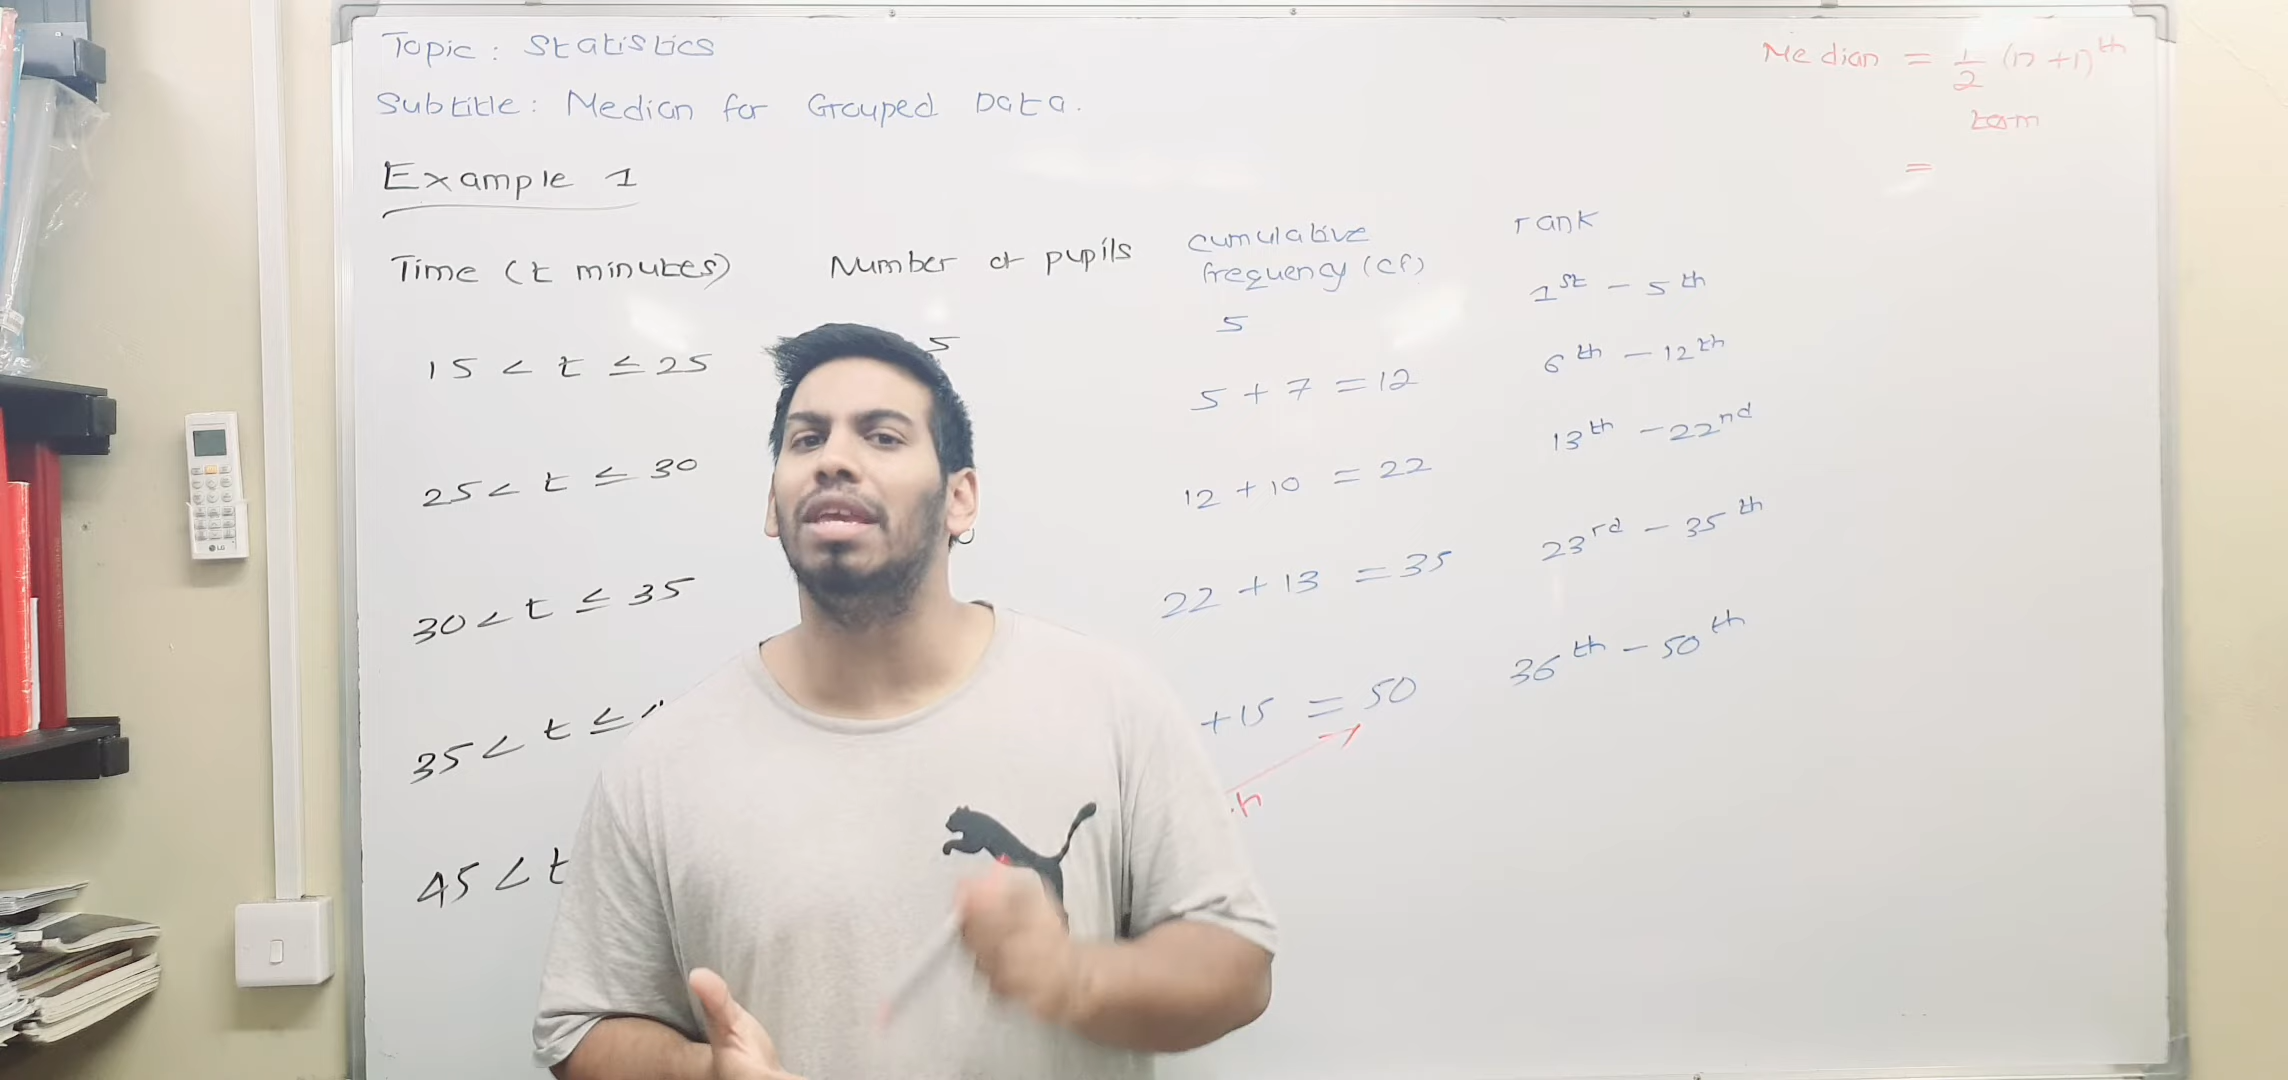 Topic: Statistics
Subtitle: Median for Grouped Data.
Median = 1/2 (n+1)th
term
=
Example 1
Time (t minutes)
Number of pupils
cumulative
frequency (cf)
rank
15 < t ≤ 25
5
5
1st – 5th
25 < t ≤ 30
5 + 7 = 12
6th – 12th
30 < t ≤ 35
12 + 10 = 22
13th – 22nd
35 < t ≤
22 + 13 = 35
23rd – 35th
45 < t
+15 = 50
36th – 50th
n
LG